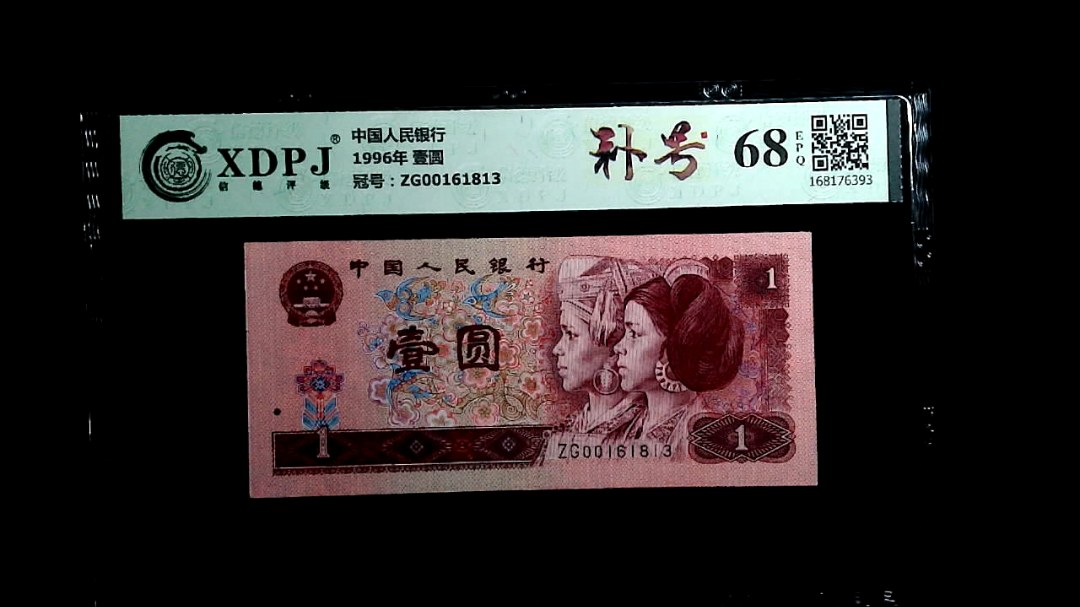 XDPJ®
信德评级
中国人民银行
1996年 壹圆
冠号：ZG00161813
补号
68
EPQ
168176393
中国人民银行
1
壹圆
1
ZG00161813
1